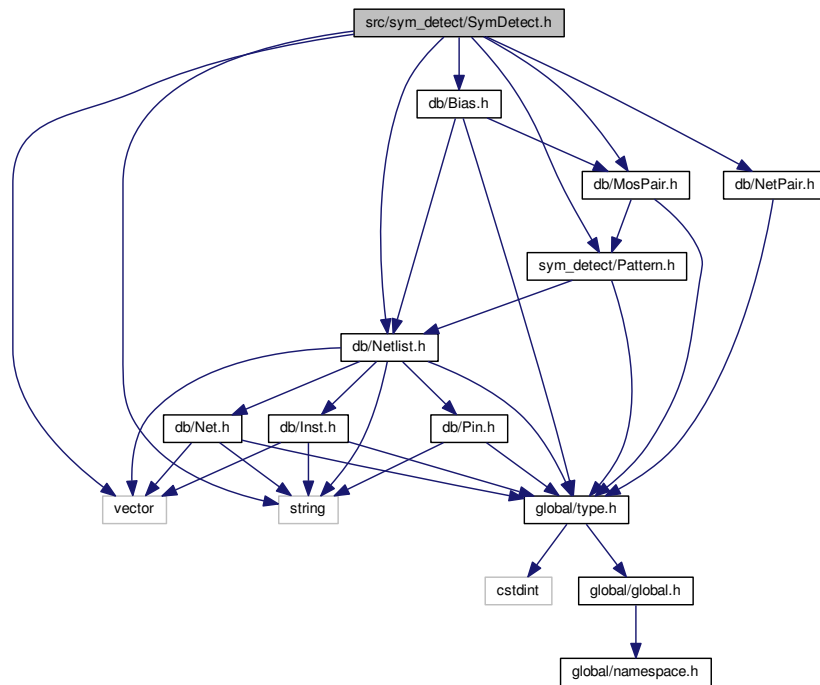 src/sym_detect/SymDetect.h
db/Bias.h
db/MosPair.h
db/NetPair.h
sym_detect/Pattern.h
db/Netlist.h
db/Net.h
db/Inst.h
db/Pin.h
vector
string
global/type.h
cstdint
global/global.h
global/namespace.h